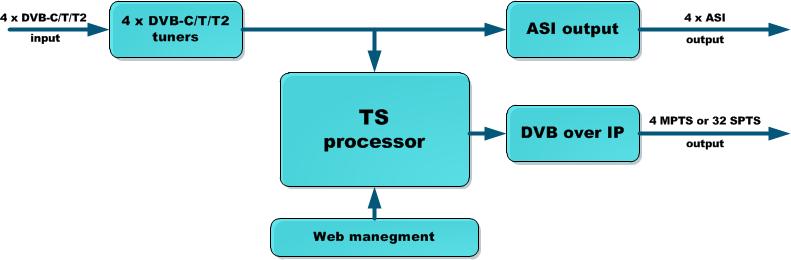 4 x DVB-C/T/T2
input
4 x DVB-C/T/T2
tuners
ASI output
4 x ASI
output
TS
processor
DVB over IP
4 MPTS or 32 SPTS
output
Web manegment